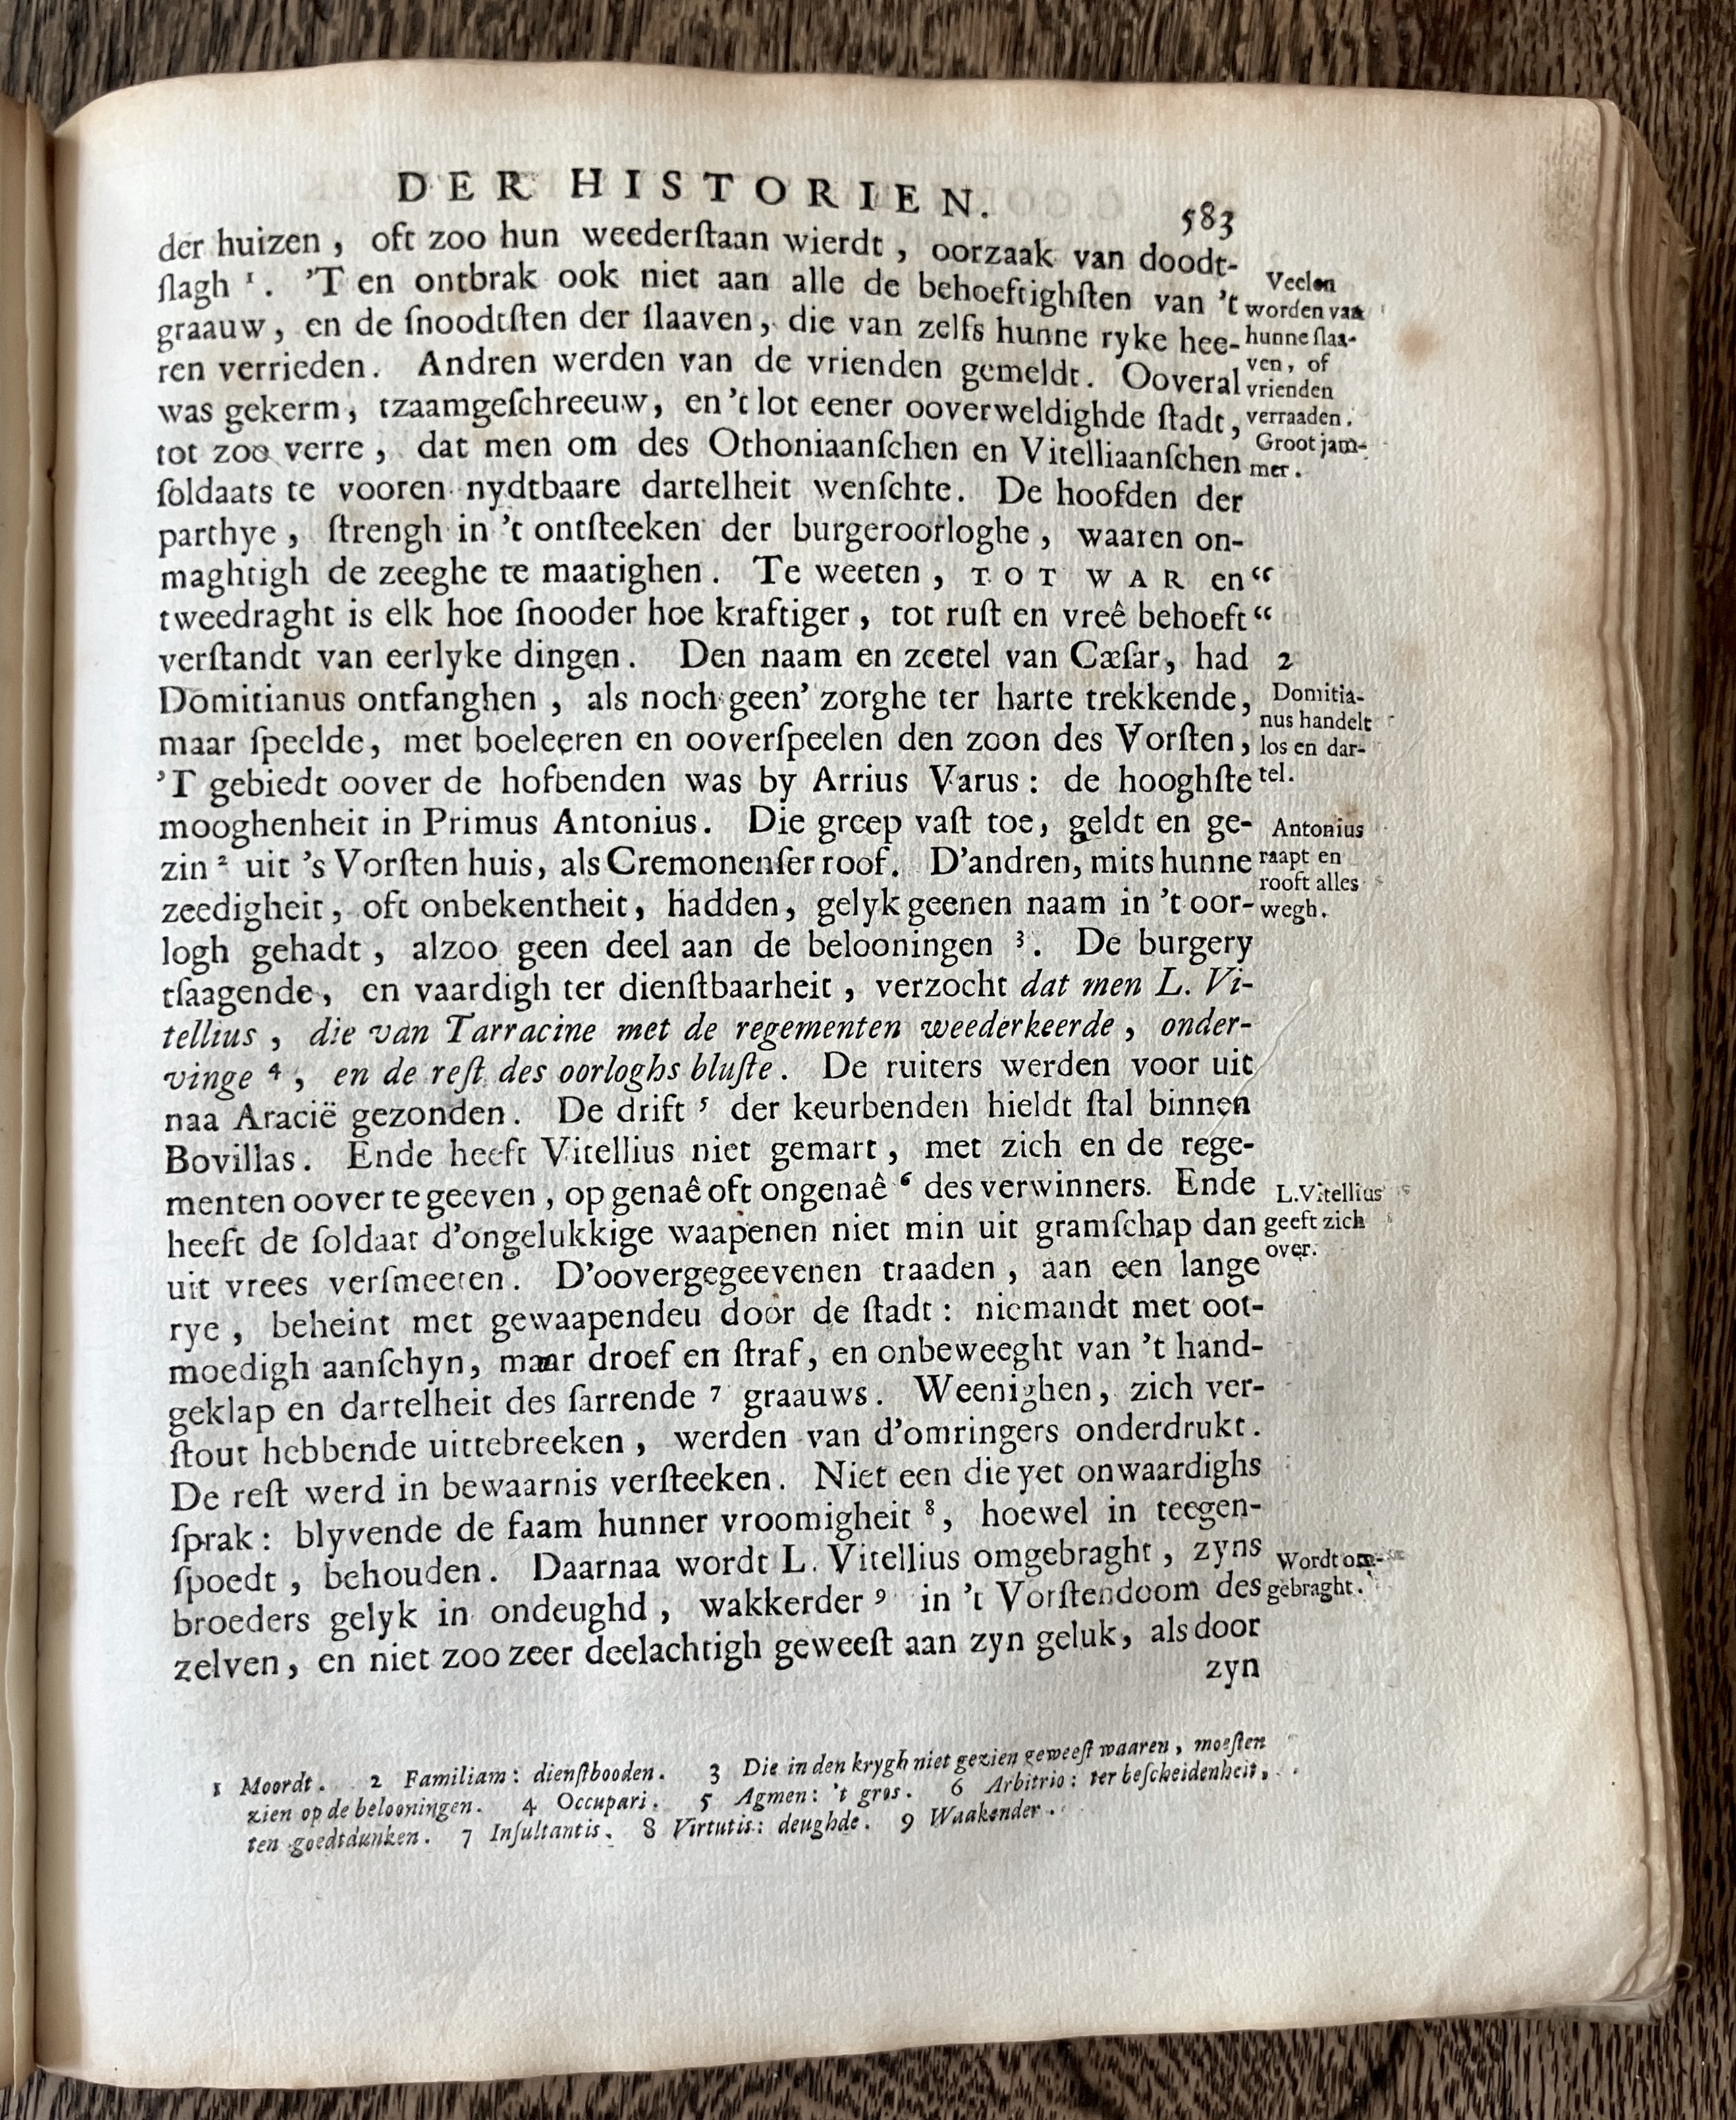 DER HISTORIEN.
583
der huizen, oft zoo hun weederſtaan wierdt, oorzaak van doodt-
ſlagh ¹. 'T en ontbrak ook niet aan alle de behoeftighſten van 't
graauw, en de ſnoodtſten der ſlaaven, die van zelfs hunne ryke hee-
ren verrieden. Andren werden van de vrienden gemeldt. Ooveral
was gekerm, tzaamgeſchreeuw, en 't lot eener ooverweldighde ſtadt,
tot zoo verre, dat men om des Othoniaanſchen en Vitelliaanſchen
ſoldaats te vooren nydtbaare dartelheit wenſchte. De hoofden der
parthye, ſtrengh in 't ontſteeken der burgeroorloghe, waaren on-
maghtigh de zeeghe te maatighen. Te weeten, TOT WAR en“
tweedraght is elk hoe ſnooder hoe kraftiger, tot ruſt en vreê behoeft“
verſtandt van eerlyke dingen. Den naam en zeetel van Cæſar, had
Domitianus ontfanghen, als noch geen' zorghe ter harte trekkende,
maar ſpeelde, met boeleeren en ooverſpeelen den zoon des Vorſten,
'T gebiedt oover de hofbenden was by Arrius Varus: de hooghſte
mooghenheit in Primus Antonius. Die greep vaſt toe, geldt en ge-
zin ² uit 's Vorſten huis, als Cremonenſer roof. D'andren, mits hunne
zeedigheit, oft onbekentheit, hadden, gelyk geenen naam in 't oor-
logh gehadt, alzoo geen deel aan de belooningen ³. De burgery
tſaagende, en vaardigh ter dienſtbaarheit, verzocht dat men L. Vi-
tellius, die van Tarracine met de regementen weederkeerde, onder-
vinge ⁴, en de reſt des oorloghs bluſte. De ruiters werden voor uit
naa Aracië gezonden. De drift ⁵ der keurbenden hieldt ſtal binnen
Bovillas. Ende heeft Vitellius niet gemart, met zich en de rege-
menten oover te geeven, op genaê oft ongenaê ⁶ des verwinners. Ende
heeft de ſoldaat d'ongelukkige waapenen niet min uit gramſchap dan
uit vrees verſmeeten. D'oovergegeevenen traaden, aan een lange
rye, beheint met gewaapendeu door de ſtadt: niemandt met oot-
moedigh aanſchyn, maar droef en ſtraf, en onbeweeght van 't hand-
geklap en dartelheit des ſarrende ⁷ graauws. Weenighen, zich ver-
ſtout hebbende uittebreeken, werden van d'omringers onderdrukt.
De reſt werd in bewaarnis verſteeken. Niet een die yet onwaardighs
ſprak: blyvende de faam hunner vroomigheit ⁸, hoewel in teegen-
ſpoedt, behouden. Daarnaa wordt L. Vitellius omgebraght, zyns
broeders gelyk in ondeughd, wakkerder ⁹ in 't Vorſtendoom des
zelven, en niet zoo zeer deelachtigh geweeſt aan zyn geluk, als door
zyn
Veelen
worden van
hunne ſlaa-
ven, of
vrienden
verraaden.
Groot jam-
mer.
2
Domitia-
nus handelt
los en dar-
tel.
Antonius
raapt en
rooft alles
wegh.
L. Vitellius
geeft zich
over.
Wordt om-
gebraght.
1 Moordt. 2 Familiam: dienſtbooden. 3 Die in den krygh niet gezien geweeſt waaren, moeſten
zien op de belooningen. 4 Occupari. 5 Agmen: 't gros. 6 Arbitrio: ter beſcheidenheit,
ten goedtdunken. 7 Inſultantis. 8 Virtutis: deughde. 9 Waakender.